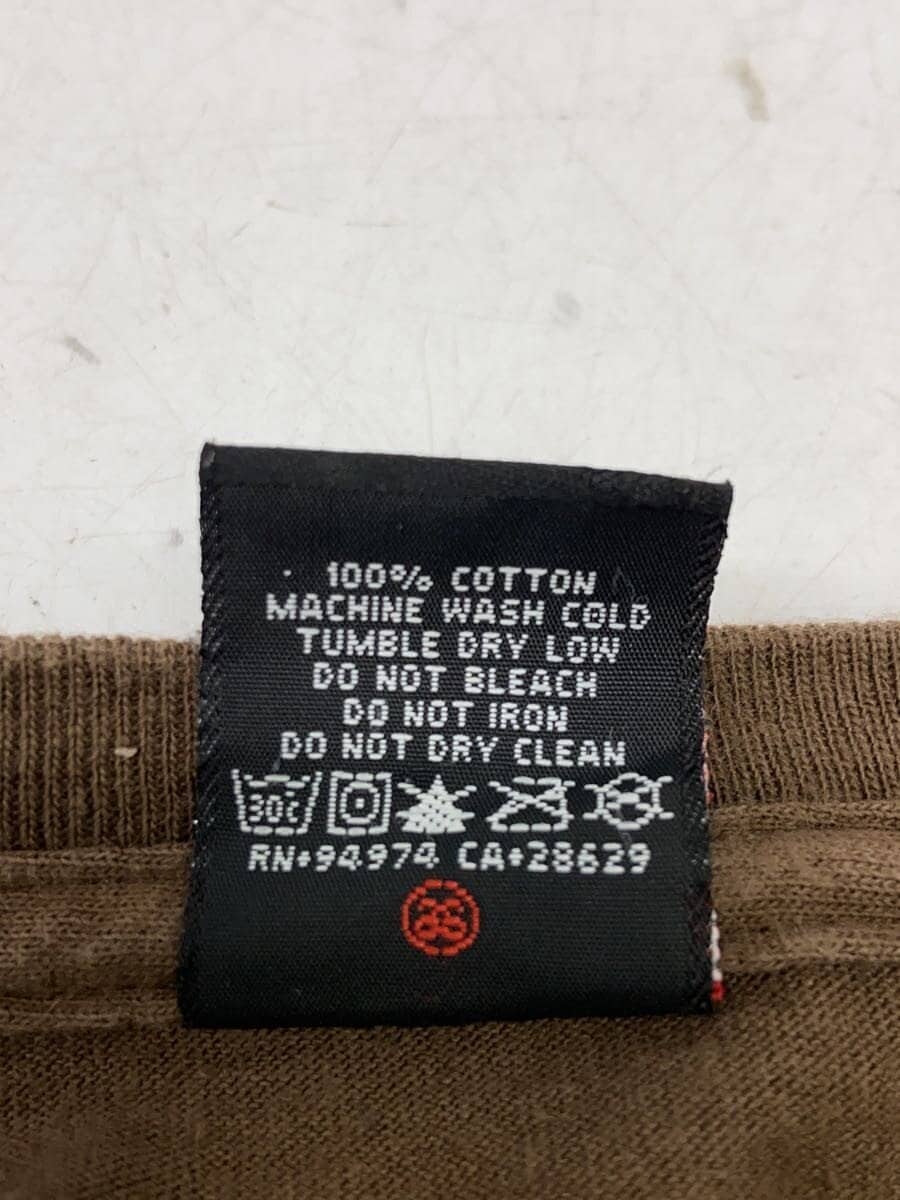 100% COTTON
MACHINE WASH COLD
TUMBLE DRY LOW
DO NOT BLEACH
DO NOT IRON
DO NOT DRY CLEAN
30C
RN#94974 CA#28629